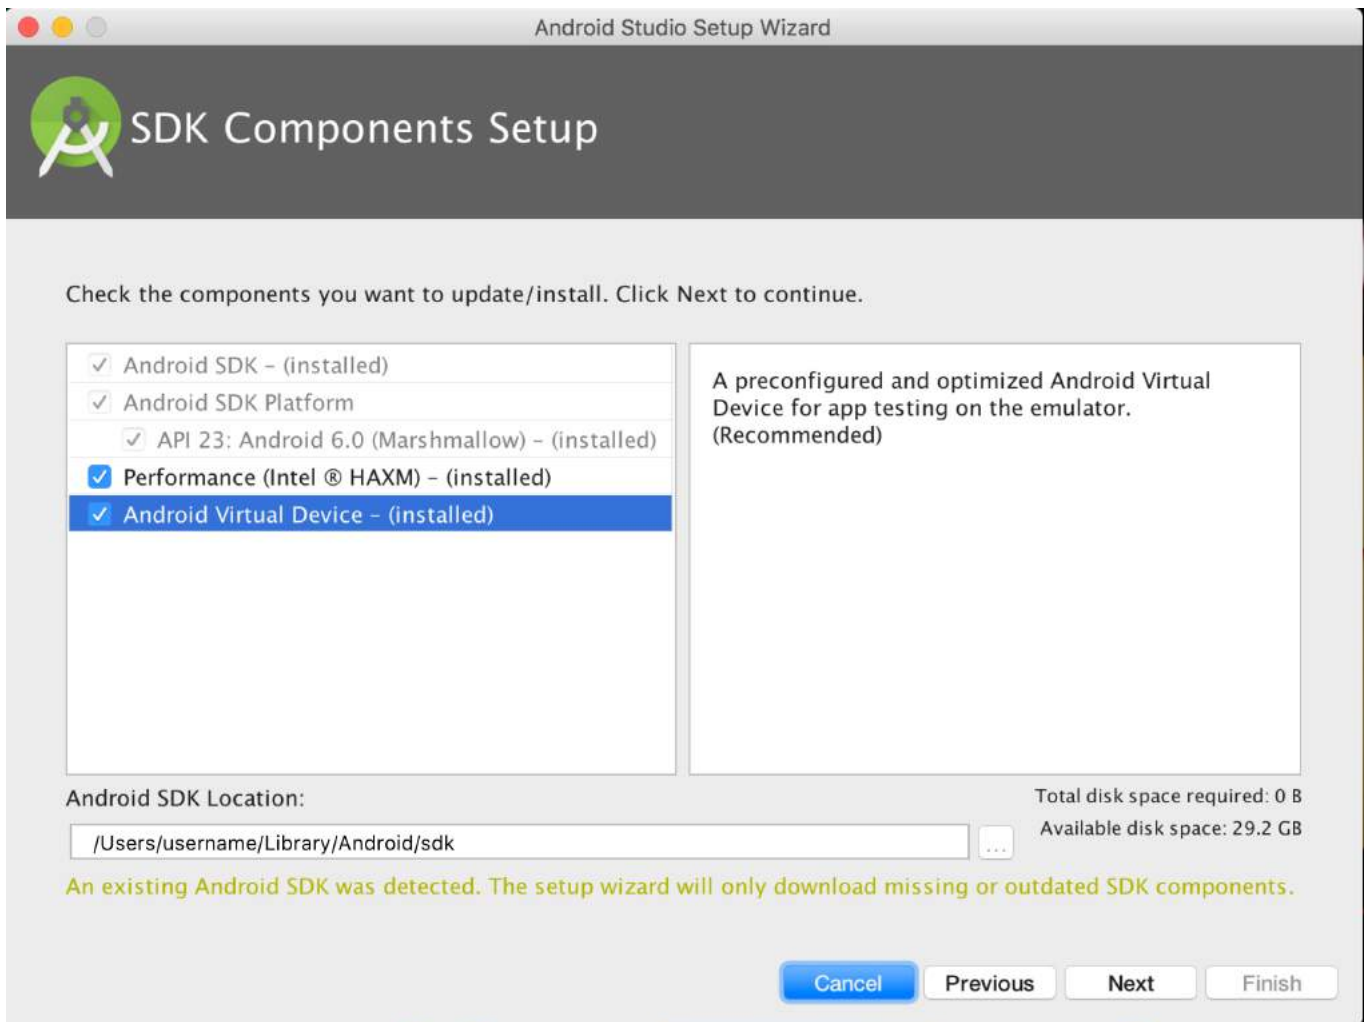 Android Studio Setup Wizard
SDK Components Setup
Check the components you want to update/install. Click Next to continue.
Android SDK – (installed)
Android SDK Platform
API 23: Android 6.0 (Marshmallow) – (installed)
Performance (Intel ® HAXM) – (installed)
Android Virtual Device – (installed)
A preconfigured and optimized Android Virtual
Device for app testing on the emulator.
(Recommended)
Android SDK Location:
Total disk space required: 0 B
Available disk space: 29.2 GB
/Users/username/Library/Android/sdk
...
An existing Android SDK was detected. The setup wizard will only download missing or outdated SDK components.
Cancel Previous Next Finish